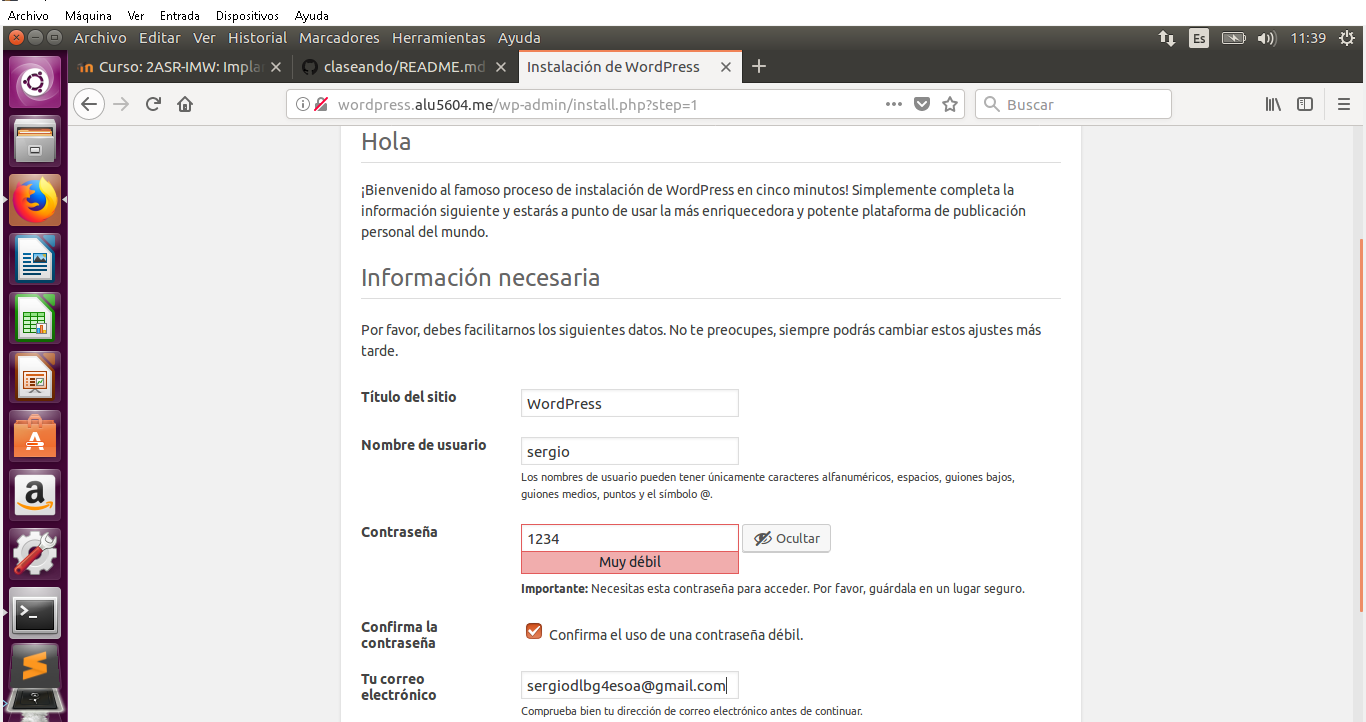 Archivo Máquina Ver Entrada Dispositivos Ayuda
Archivo Editar Ver Historial Marcadores Herramientas Ayuda Es 11:39
Curso: 2ASR-IMW: Implan claseando/README.md Instalación de WordPress
wordpress.alu5604.me/wp-admin/install.php?step=1 Buscar
Hola
¡Bienvenido al famoso proceso de instalación de WordPress en cinco minutos! Simplemente completa la
información siguiente y estarás a punto de usar la más enriquecedora y potente plataforma de publicación
personal del mundo.
Información necesaria
Por favor, debes facilitarnos los siguientes datos. No te preocupes, siempre podrás cambiar estos ajustes más
tarde.
Título del sitio WordPress
Nombre de usuario sergio
Los nombres de usuario pueden tener únicamente caracteres alfanuméricos, espacios, guiones bajos,
guiones medios, puntos y el símbolo @.
Contraseña 1234 Ocultar
Muy débil
Importante: Necesitas esta contraseña para acceder. Por favor, guárdala en un lugar seguro.
Confirma la
contraseña
Confirma el uso de una contraseña débil.
Tu correo
electrónico
sergiodlbg4esoa@gmail.com
Comprueba bien tu dirección de correo electrónico antes de continuar.